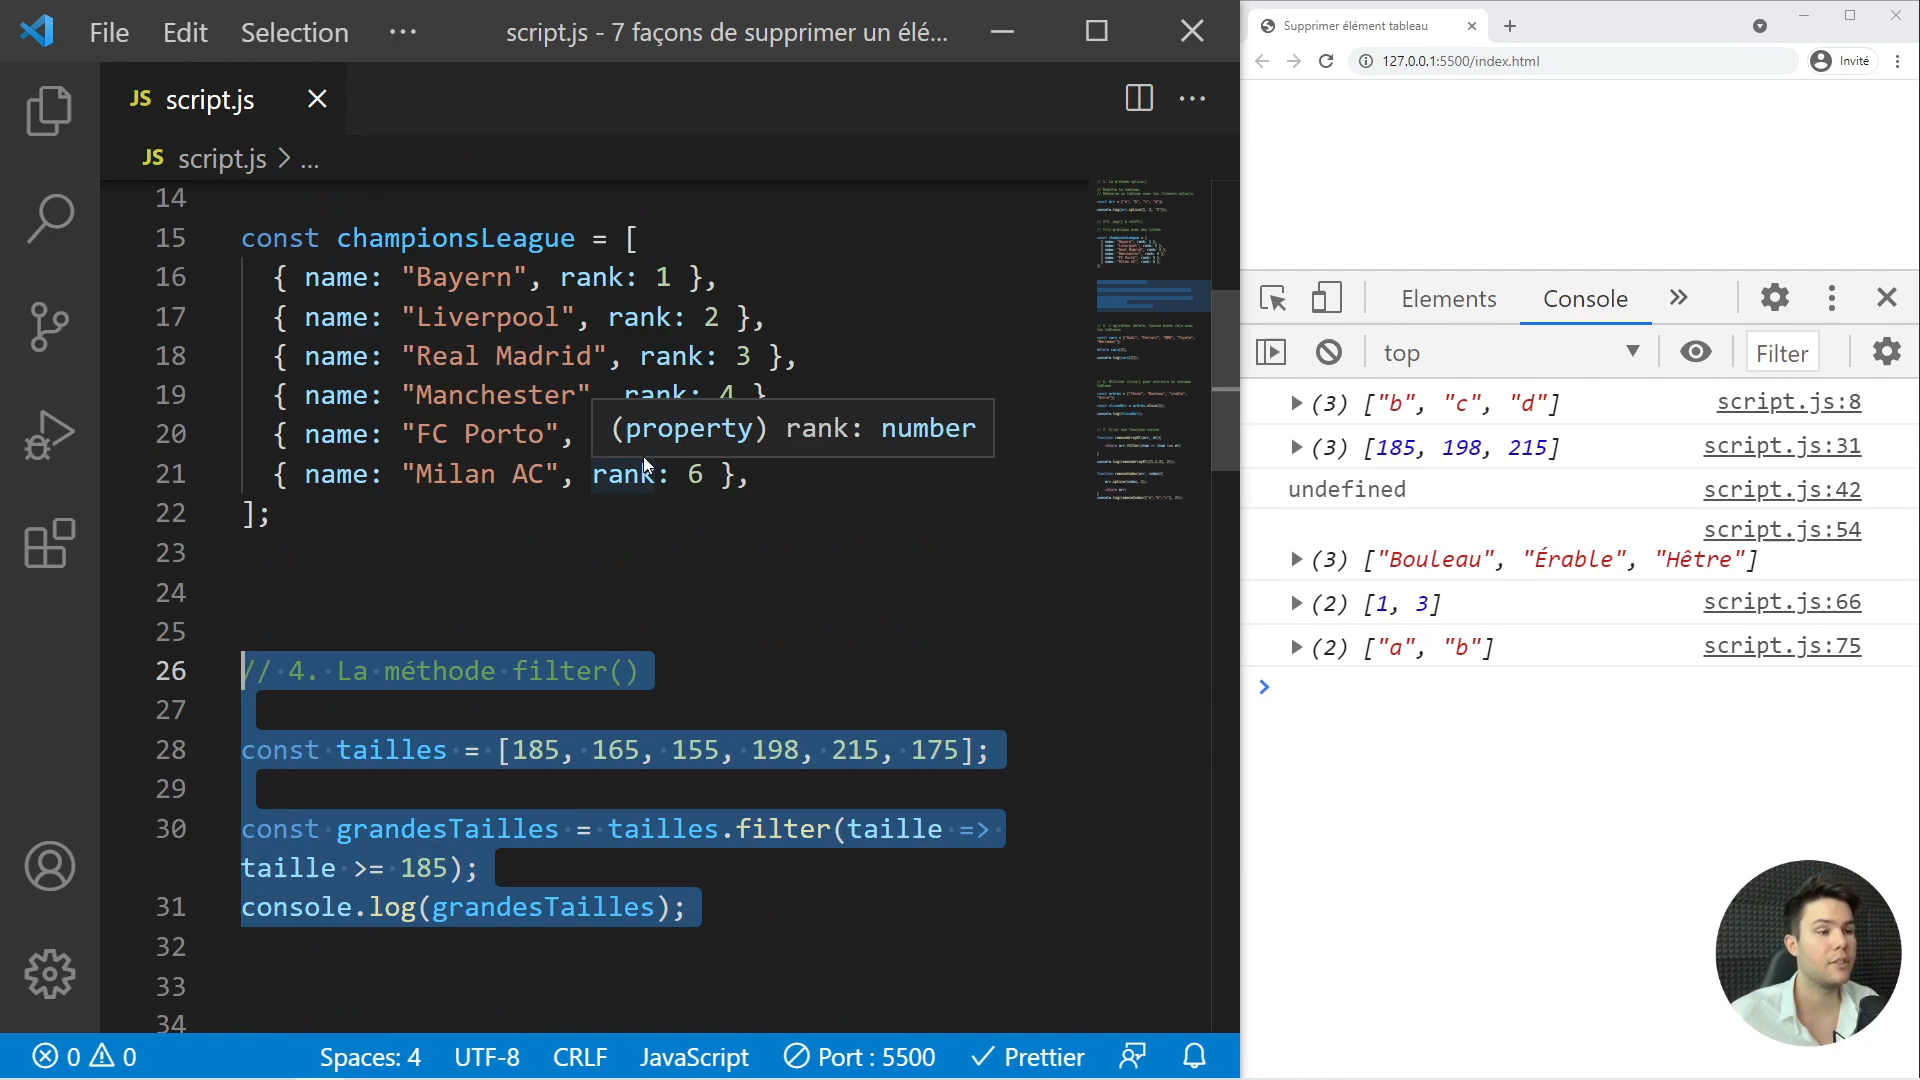 File Edit Selection ... script.js - 7 façons de supprimer un élé...
JS script.js
JS script.js > ...
14
15 const championsLeague = [
16 { name: "Bayern", rank: 1 },
17 { name: "Liverpool", rank: 2 },
18 { name: "Real Madrid", rank: 3 },
19 { name: "Manchester", rank: 4 },
20 { name: "FC Porto",
(property) rank: number
21 { name: "Milan AC", rank: 6 },
22 ];
23
24
25
26 // 4. La méthode filter()
27
28 const tailles = [185, 165, 155, 198, 215, 175];
29
30 const grandesTailles = tailles.filter(taille =>
taille >= 185);
31 console.log(grandesTailles);
32
33
34
0 0 Spaces: 4 UTF-8 CRLF JavaScript Port : 5500 Prettier
Supprimer élément tableau
127.0.0.1:5500/index.html Invité
Elements Console
top Filter
(3) ["b", "c", "d"] script.js:8
(3) [185, 198, 215] script.js:31
undefined script.js:42
script.js:54
(3) ["Bouleau", "Érable", "Hêtre"]
(2) [1, 3] script.js:66
(2) ["a", "b"] script.js:75